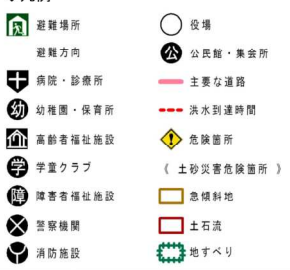 避難場所
避難方向
病院・診療所
幼 幼稚園・保育所
高齢者福祉施設
学 学童クラブ
障 障害者福祉施設
警察機関
消防施設
役場
公 公民館・集会所
主要な道路
洪水到達時間
危険箇所
《 土砂災害危険箇所 》
急傾斜地
土石流
地すべり